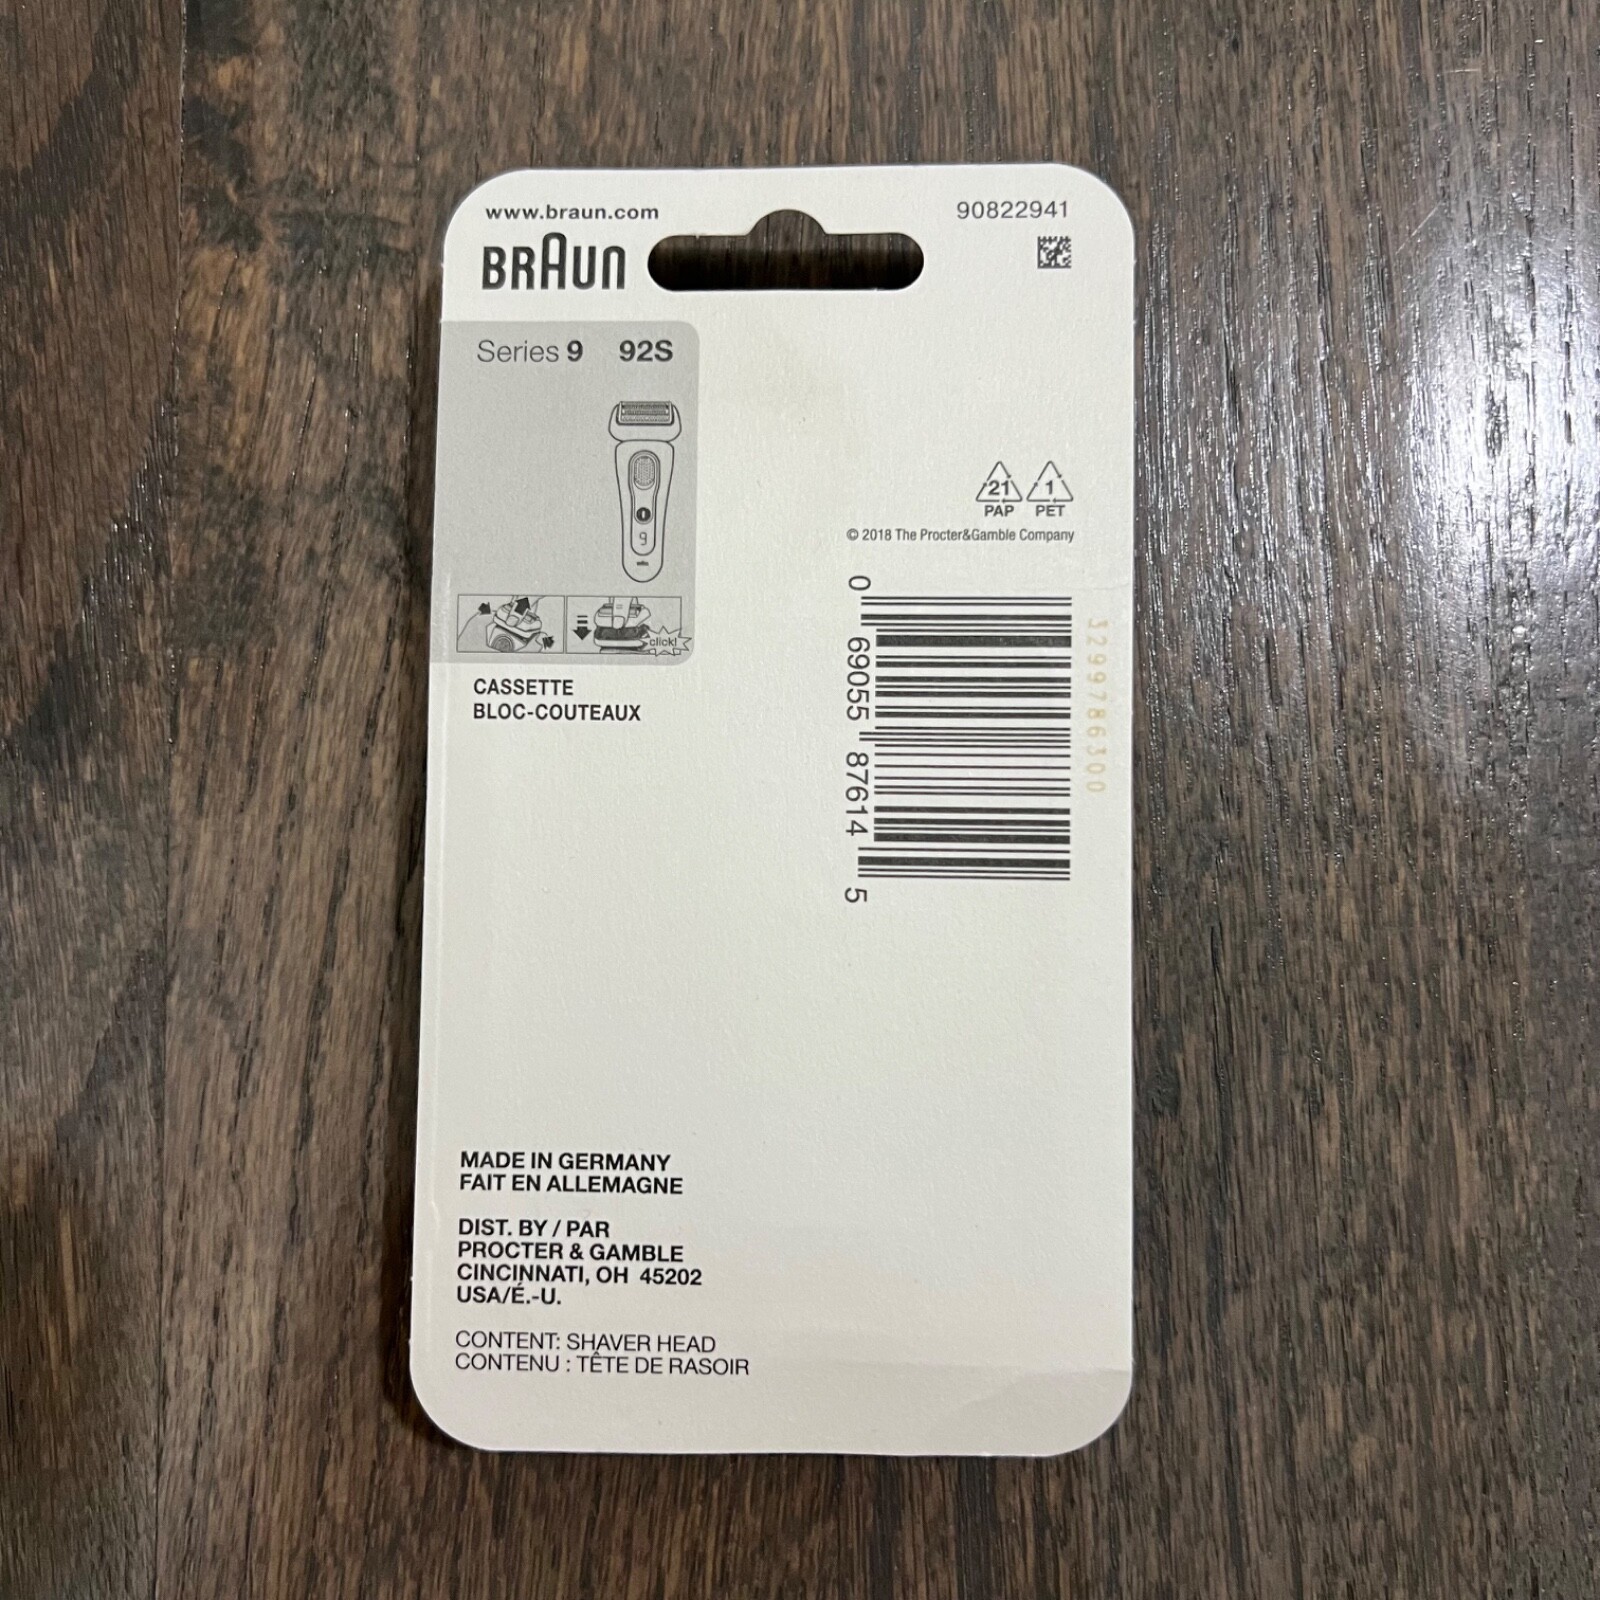 www.braun.com
90822941
BRAUN
Series 9 92S
9
click!
CASSETTE
BLOC-COUTEAUX
21
PAP
1
PET
© 2018 The Procter&Gamble Company
0 69055 87614 5
3299786300
MADE IN GERMANY
FAIT EN ALLEMAGNE
DIST. BY / PAR
PROCTER & GAMBLE
CINCINNATI, OH 45202
USA/É.-U.
CONTENT: SHAVER HEAD
CONTENU : TÊTE DE RASOIR